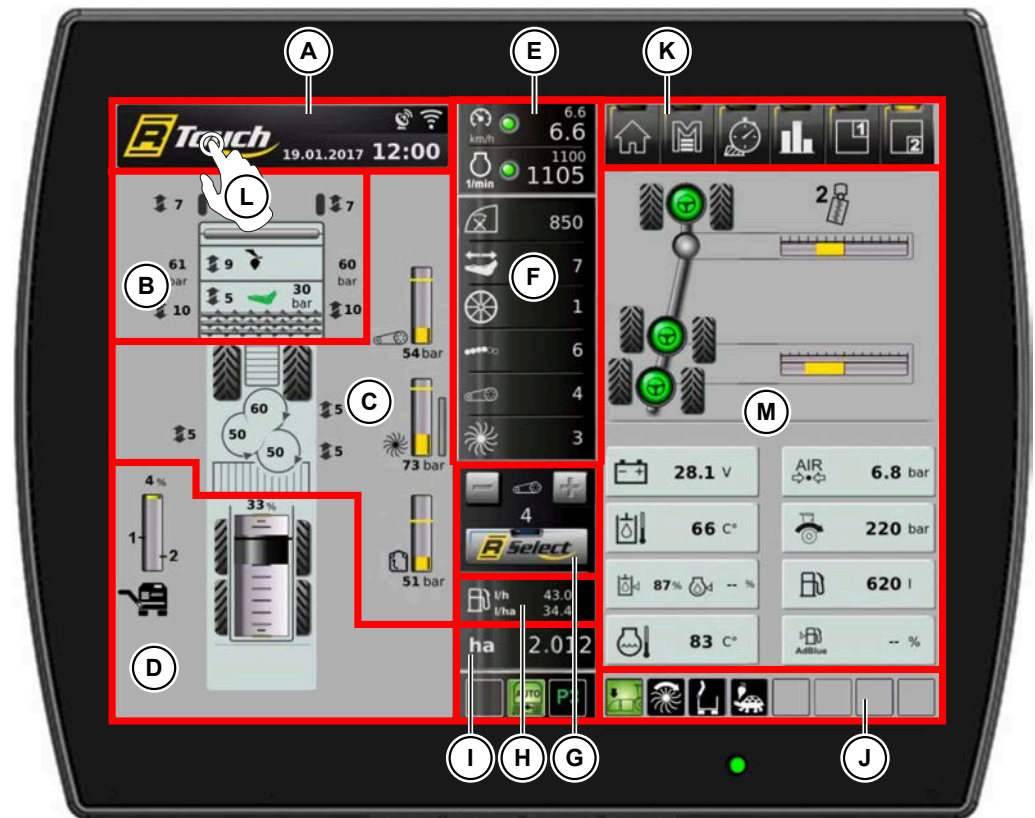 A
E
K
R Touch
19.01.2017 12:00
L
km/h
6.6
6.6
1/min
1100
1105
1
2
7
7
61
bar
9
60
bar
B
5
30
bar
10
10
54 bar
850
7
F
1
6
4
3
2
60
50
50
C
5
5
5
73 bar
M
4 %
1
2
33 %
51 bar
D
4
R Select
l/h 43.0
l/ha 34.4
ha 2.012
AUTO
28.1 V
AIR
6.8 bar
66 C°
220 bar
87 % -- %
620 l
83 C°
AdBlue
-- %
I
H
G
J